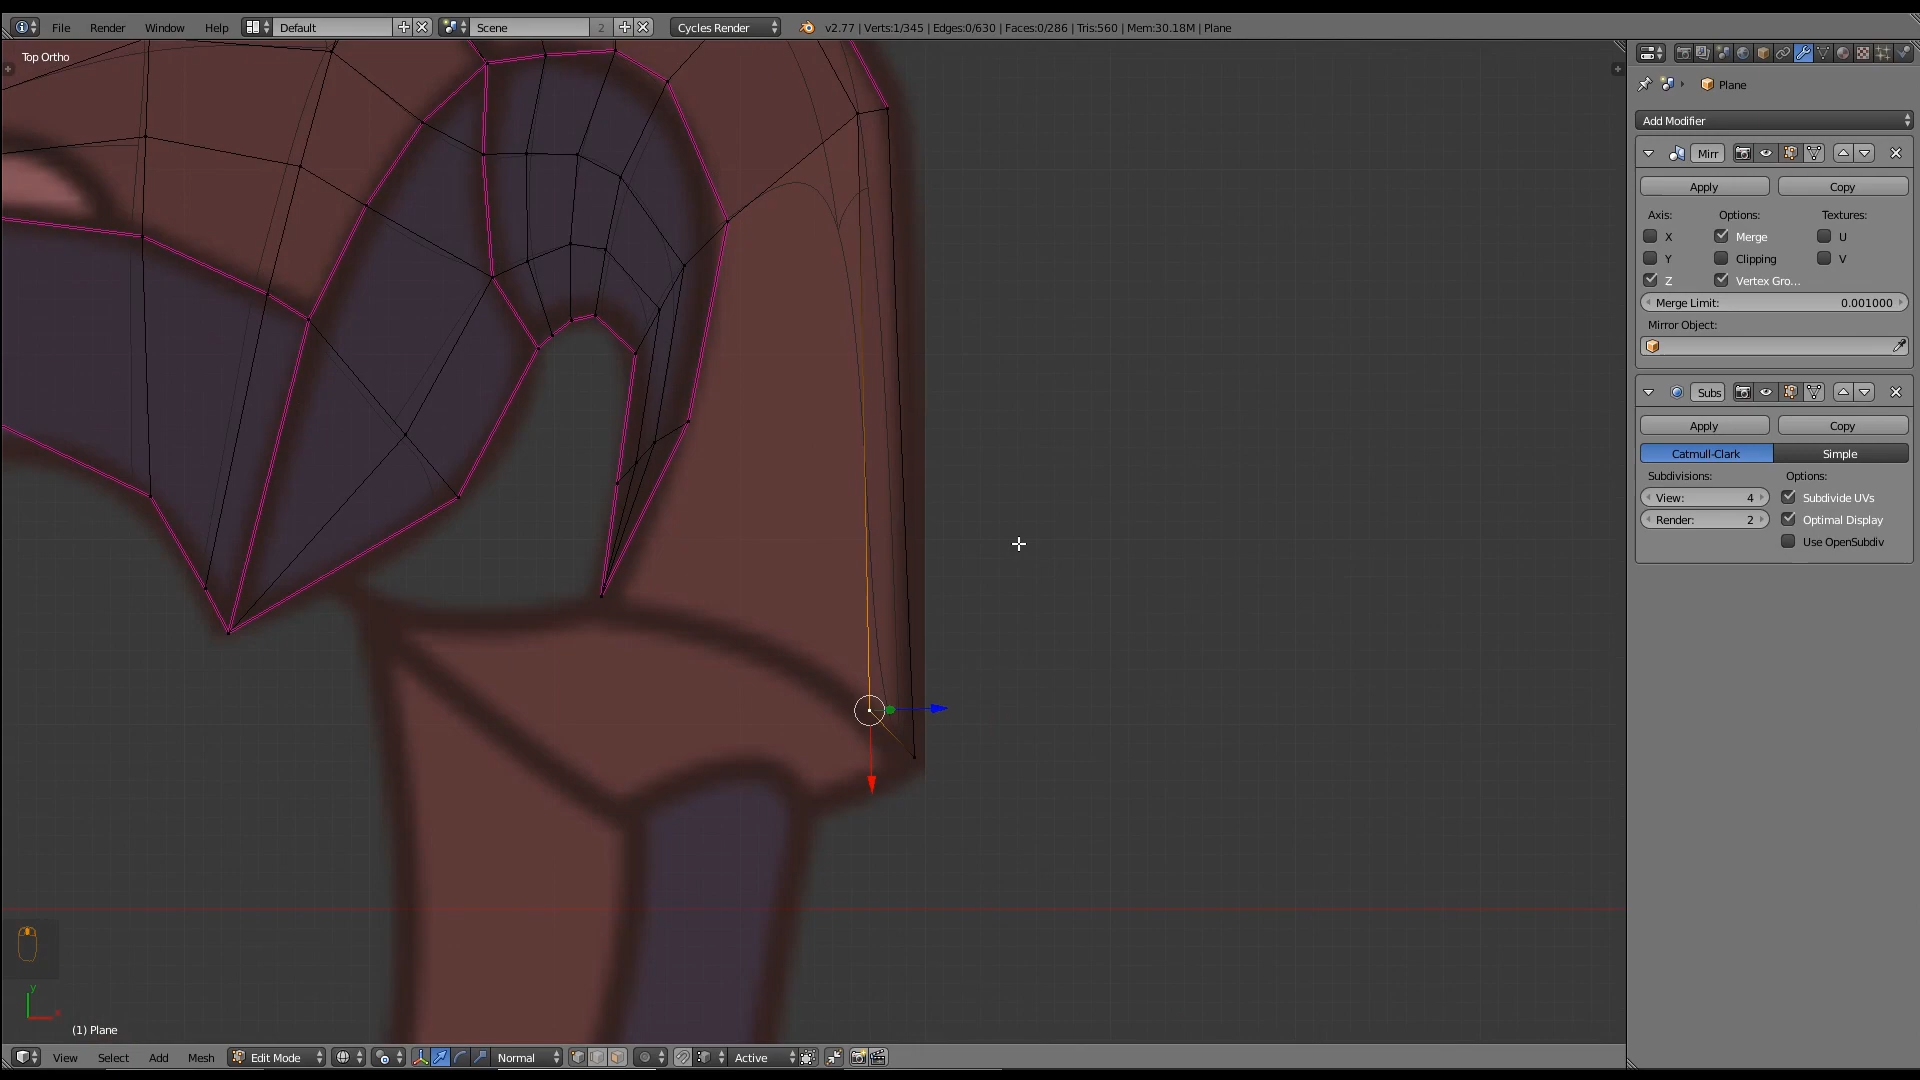 File Render Window Help Default Scene 2 Cycles Render v2.77 | Verts:1/345 | Edges:0/630 | Faces:0/286 | Tris:560 | Mem:30.18M | Plane
Top Ortho
Plane
Add Modifier
Mirr
Apply Copy
Axis: Options: Textures:
X Merge U
Y Clipping V
Z Vertex Gro...
Merge Limit: 0.001000
Mirror Object:
Subs
Apply Copy
Catmull-Clark Simple
Subdivisions: Options:
View: 4 Subdivide UVs
Render: 2 Optimal Display
Use OpenSubdiv
y
x
(1) Plane
View Select Add Mesh Edit Mode Normal Active